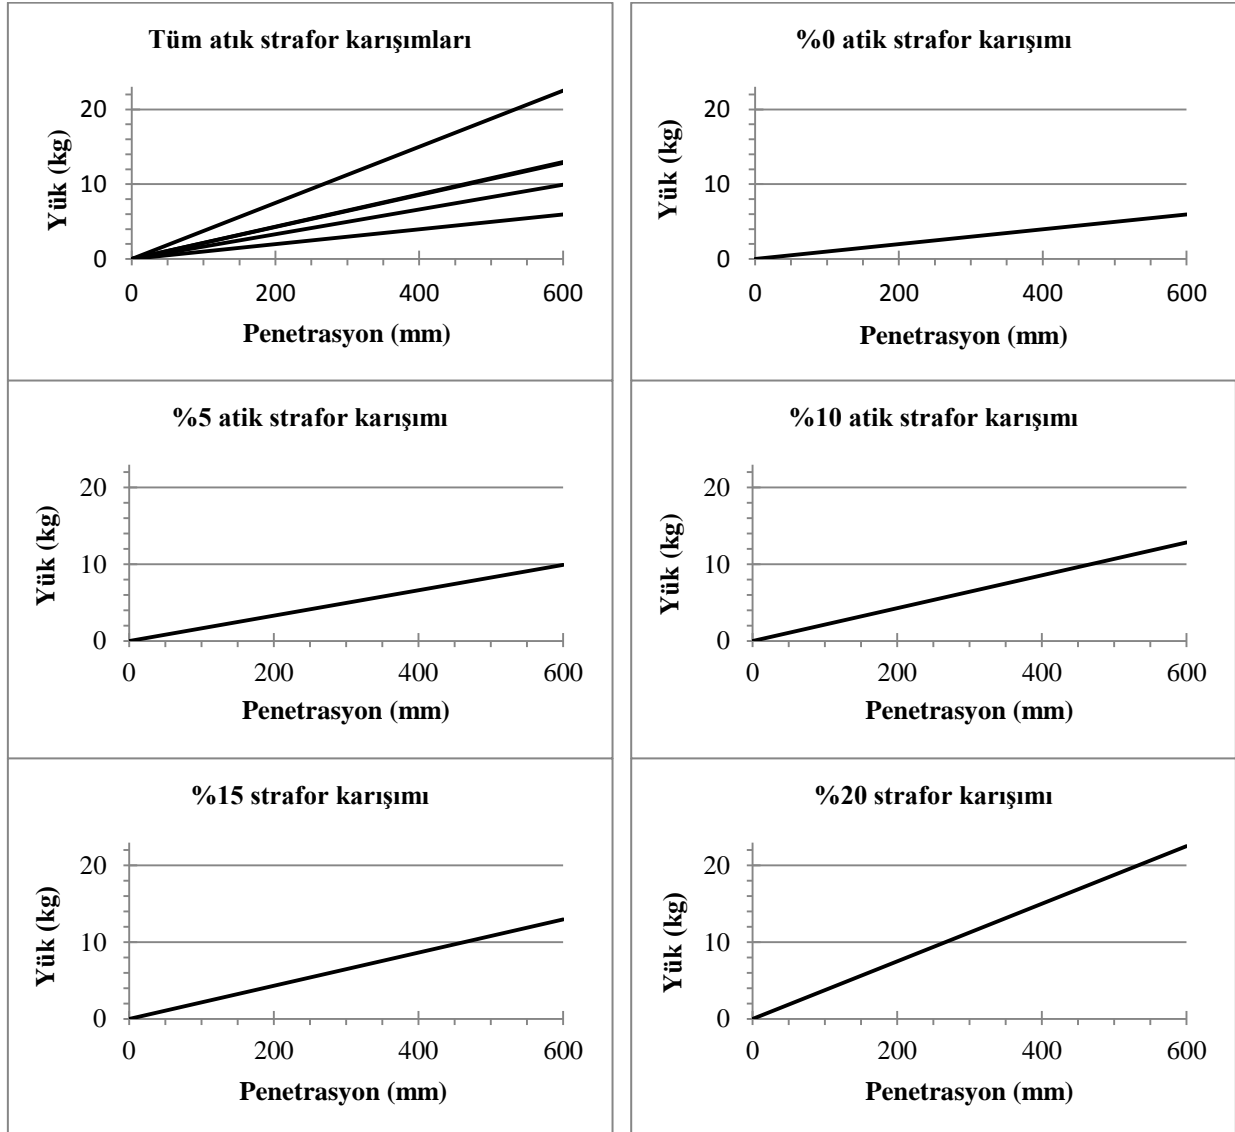 Tüm atık strafor karışımları
20
10
0
0 200 400 600
Yük (kg)
Penetrasyon (mm)
%0 atik strafor karışımı
20
10
0
0 200 400 600
Yük (kg)
Penetrasyon (mm)
%5 atik strafor karışımı
20
10
0
0 200 400 600
Yük (kg)
Penetrasyon (mm)
%10 atik strafor karışımı
20
10
0
0 200 400 600
Yük (kg)
Penetrasyon (mm)
%15 strafor karışımı
20
10
0
0 200 400 600
Yük (kg)
Penetrasyon (mm)
%20 strafor karışımı
20
10
0
0 200 400 600
Yük (kg)
Penetrasyon (mm)